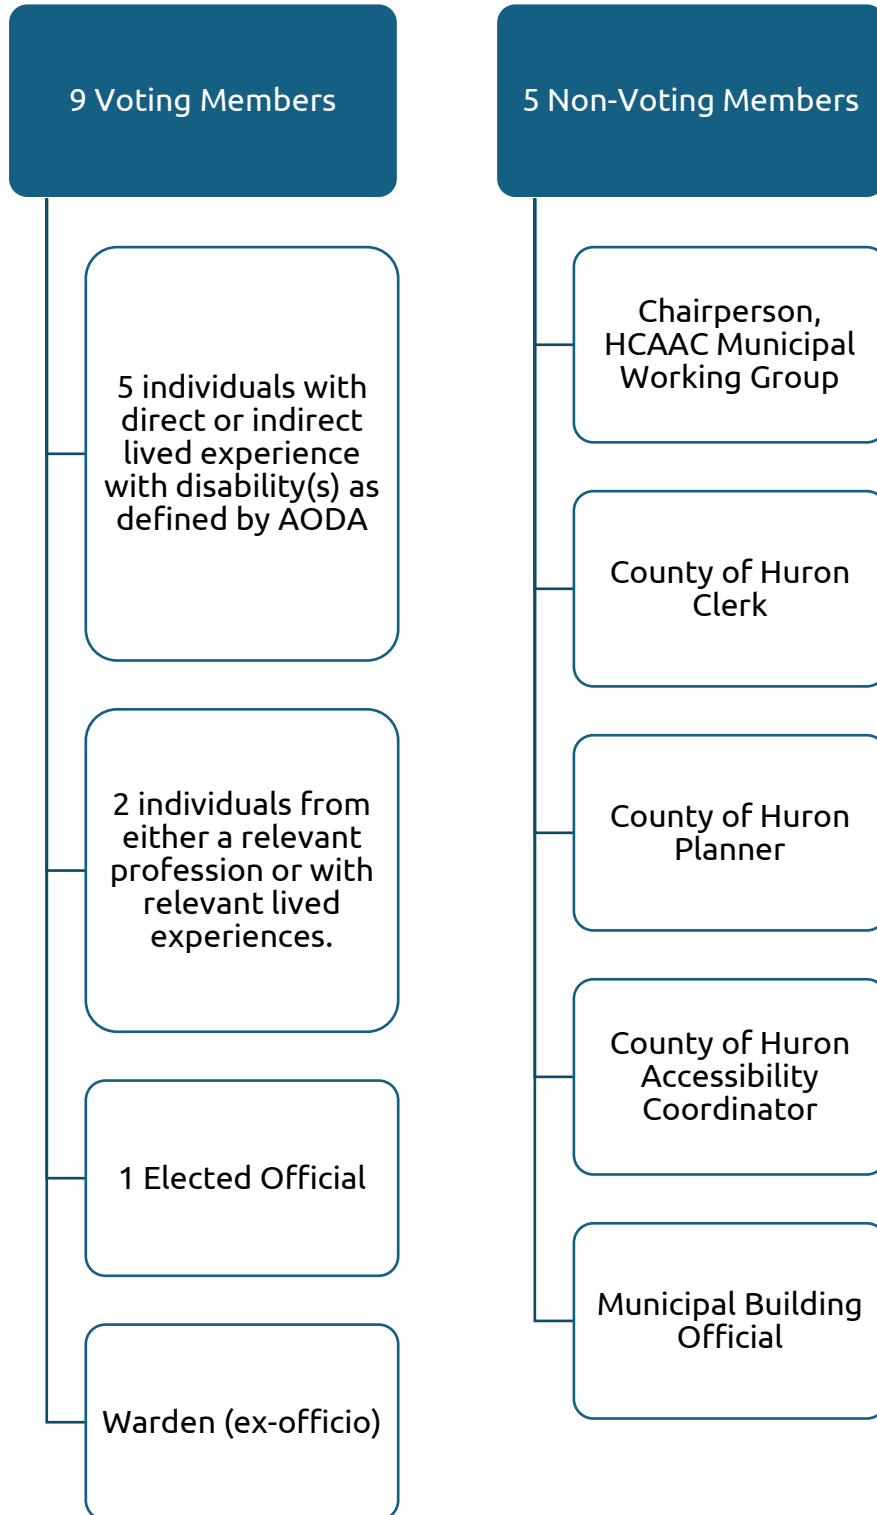 9 Voting Members
5 individuals with
direct or indirect
lived experience
with disability(s) as
defined by AODA
2 individuals from
either a relevant
profession or with
relevant lived
experiences.
1 Elected Official
Warden (ex-officio)
5 Non-Voting Members
Chairperson,
HCAAC Municipal
Working Group
County of Huron
Clerk
County of Huron
Planner
County of Huron
Accessibility
Coordinator
Municipal Building
Official